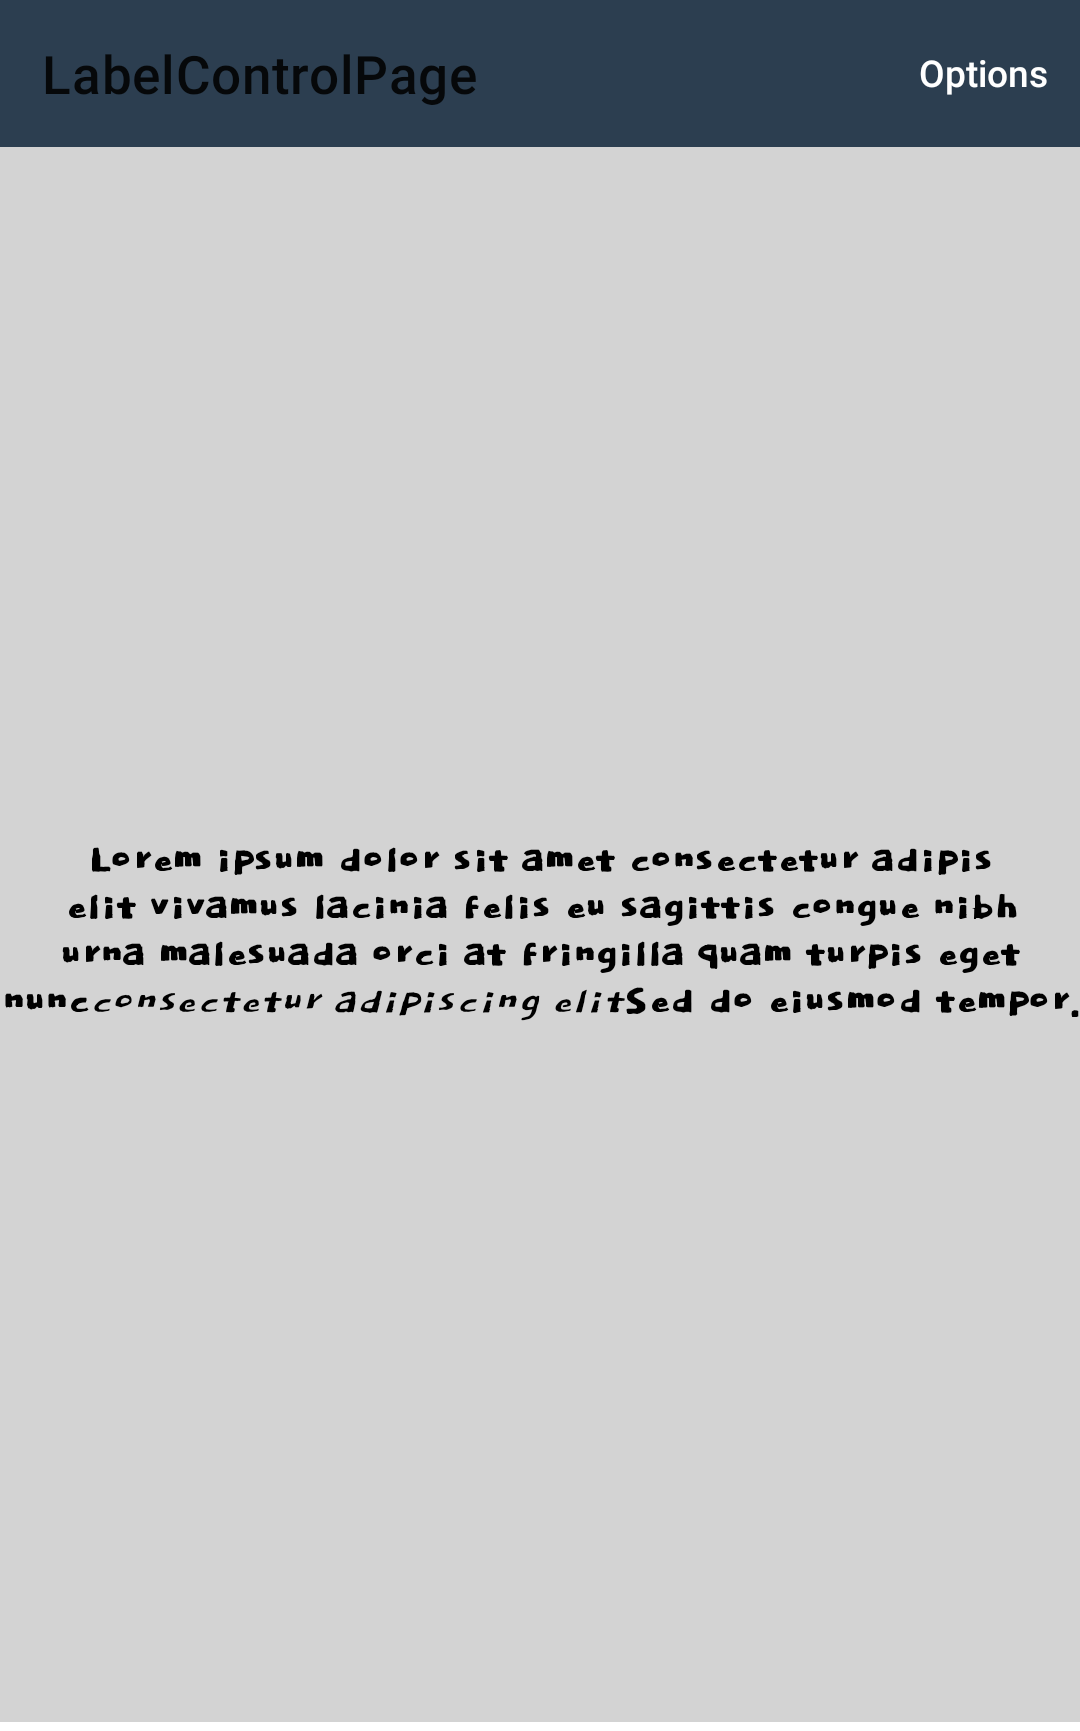 LabelControlPage
Options
Lorem ipsum dolor sit amet consectetur adipis
elit vivamus lacinia felis eu sagittis congue nibh
urna malesuada orci at fringilla quam turpis eget
nuncconsectetur adipiscing elitSed do eiusmod tempor.